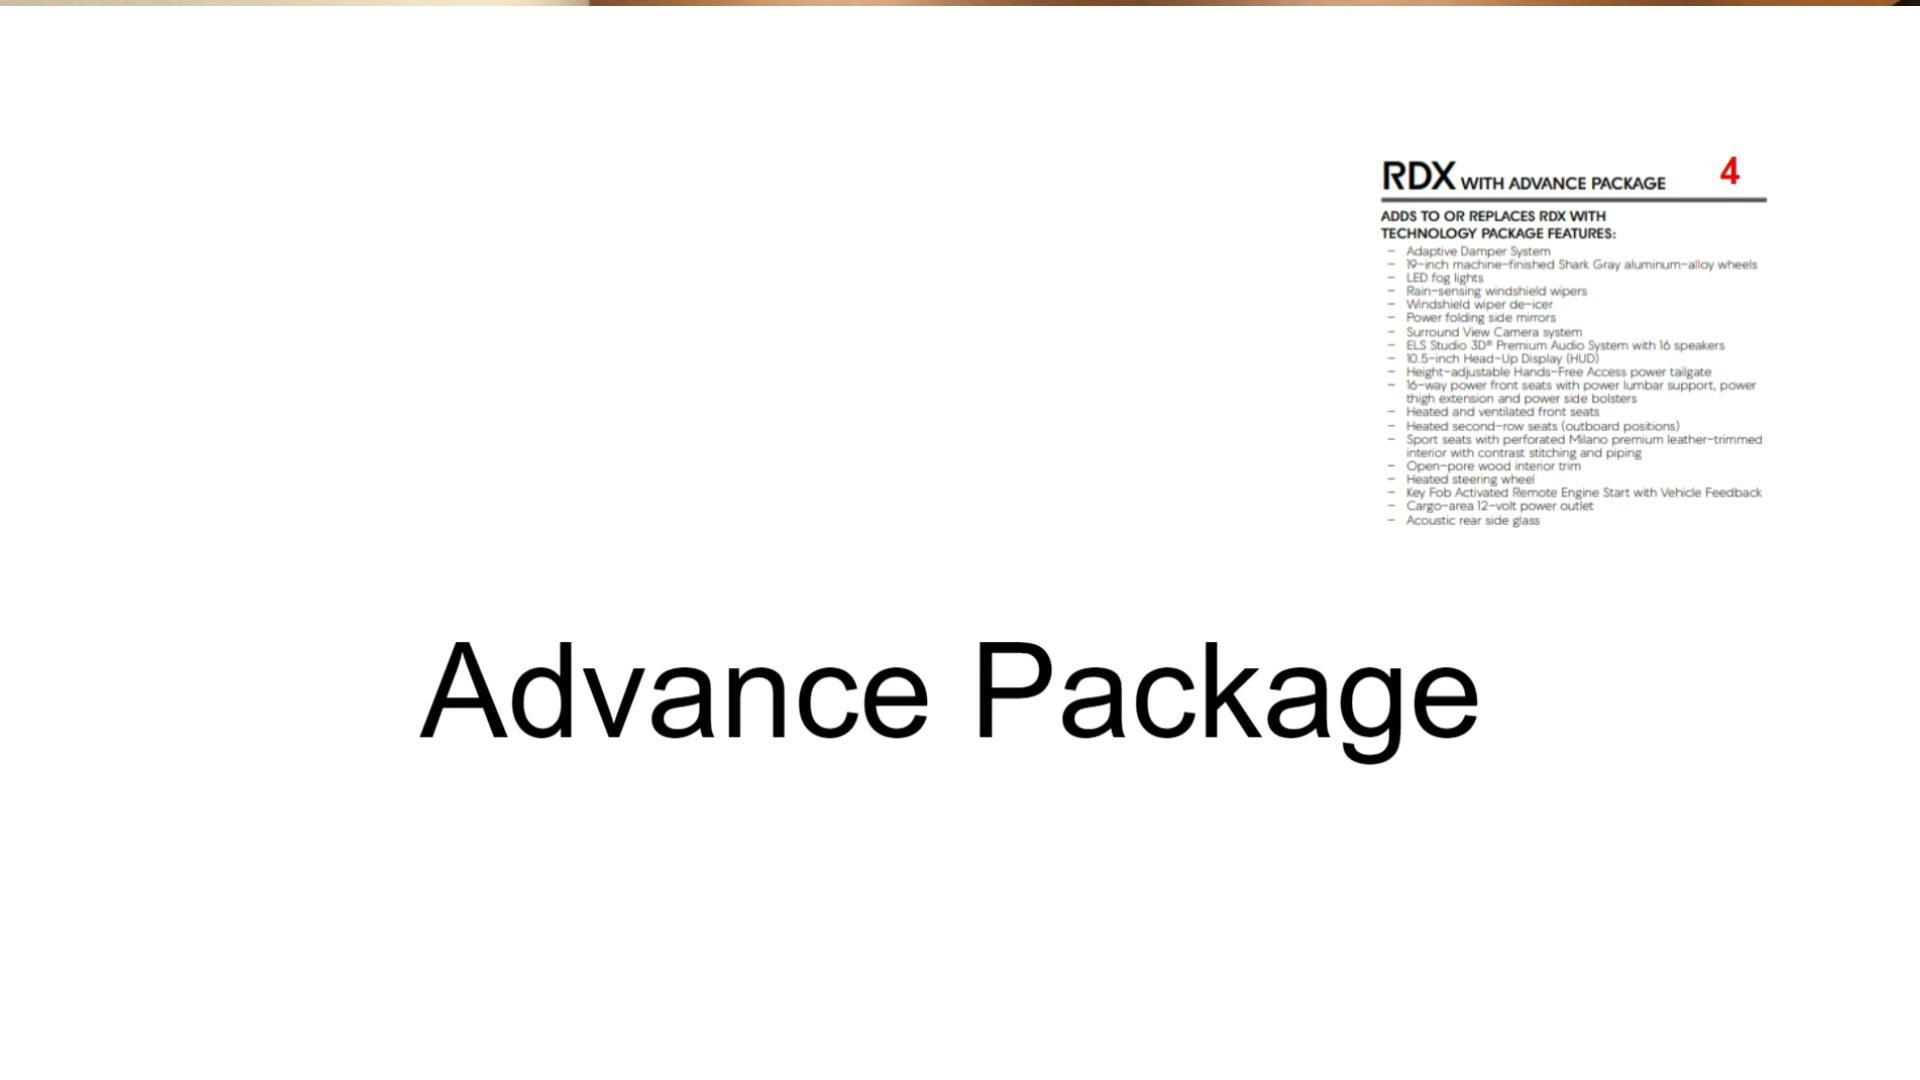 RDX WITH ADVANCE PACKAGE 4
ADDS TO OR REPLACES RDX WITH
TECHNOLOGY PACKAGE FEATURES:
– Adaptive Damper System
– 19-inch machine-finished Shark Gray aluminum-alloy wheels
– LED fog lights
– Rain-sensing windshield wipers
– Windshield wiper de-icer
– Power folding side mirrors
– Surround View Camera system
– ELS Studio 3D® Premium Audio System with 16 speakers
– 10.5-inch Head-Up Display (HUD)
– Height-adjustable Hands-Free Access power tailgate
– 16-way power front seats with power lumbar support, power
thigh extension and power side bolsters
– Heated and ventilated front seats
– Heated second-row seats (outboard positions)
– Sport seats with perforated Milano premium leather-trimmed
interior with contrast stitching and piping
– Open-pore wood interior trim
– Heated steering wheel
– Key Fob Activated Remote Engine Start with Vehicle Feedback
– Cargo-area 12-volt power outlet
– Acoustic rear side glass
Advance Package